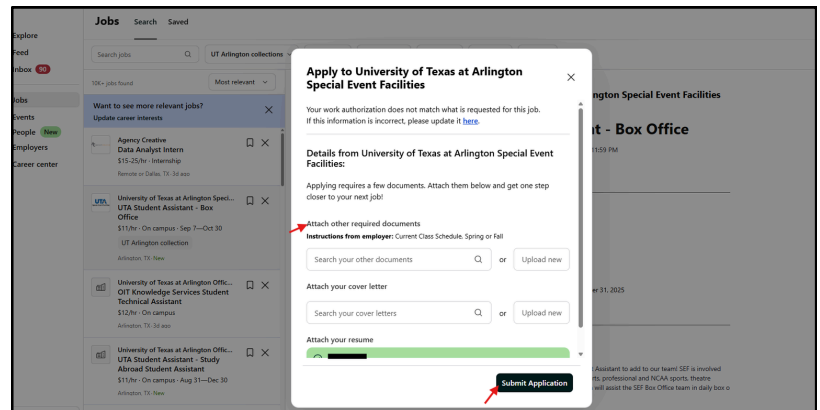 Jobs Search Saved
Explore
Feed
Inbox 90
Jobs
Events
People New
Employers
Career center
Search jobs
UT Arlington collections
10K+ jobs found
Most relevant
Want to see more relevant jobs?
Update career interests
Agency Creative
Data Analyst Intern
$15-25/hr · Internship
Remote or Dallas, TX · 3d ago
University of Texas at Arlington Speci...
UTA Student Assistant - Box
Office
$11/hr · On campus · Sep 7—Oct 30
UT Arlington collection
Arlington, TX · New
University of Texas at Arlington Offic...
OIT Knowledge Services Student
Technical Assistant
$12/hr · On campus
Arlington, TX · 3d ago
University of Texas at Arlington Offic...
UTA Student Assistant - Study
Abroad Student Assistant
$11/hr · On campus · Aug 31—Dec 30
Arlington, TX · New
Apply to University of Texas at Arlington
Special Event Facilities
Your work authorization does not match what is requested for this job.
If this information is incorrect, please update it here.
Details from University of Texas at Arlington Special Event
Facilities:
Applying requires a few documents. Attach them below and get one step
closer to your next job!
Attach other required documents
Instructions from employer: Current Class Schedule, Spring or Fall
Search your other documents or Upload new
Attach your cover letter
Search your cover letters or Upload new
Attach your resume
Submit Application
ngton Special Event Facilities
nt - Box Office
11:59 PM
er 31, 2025
Assistant to add to our team! SEF is involved
rts, professional and NCAA sports, theatre
will assist the SEF Box Office team in daily box o